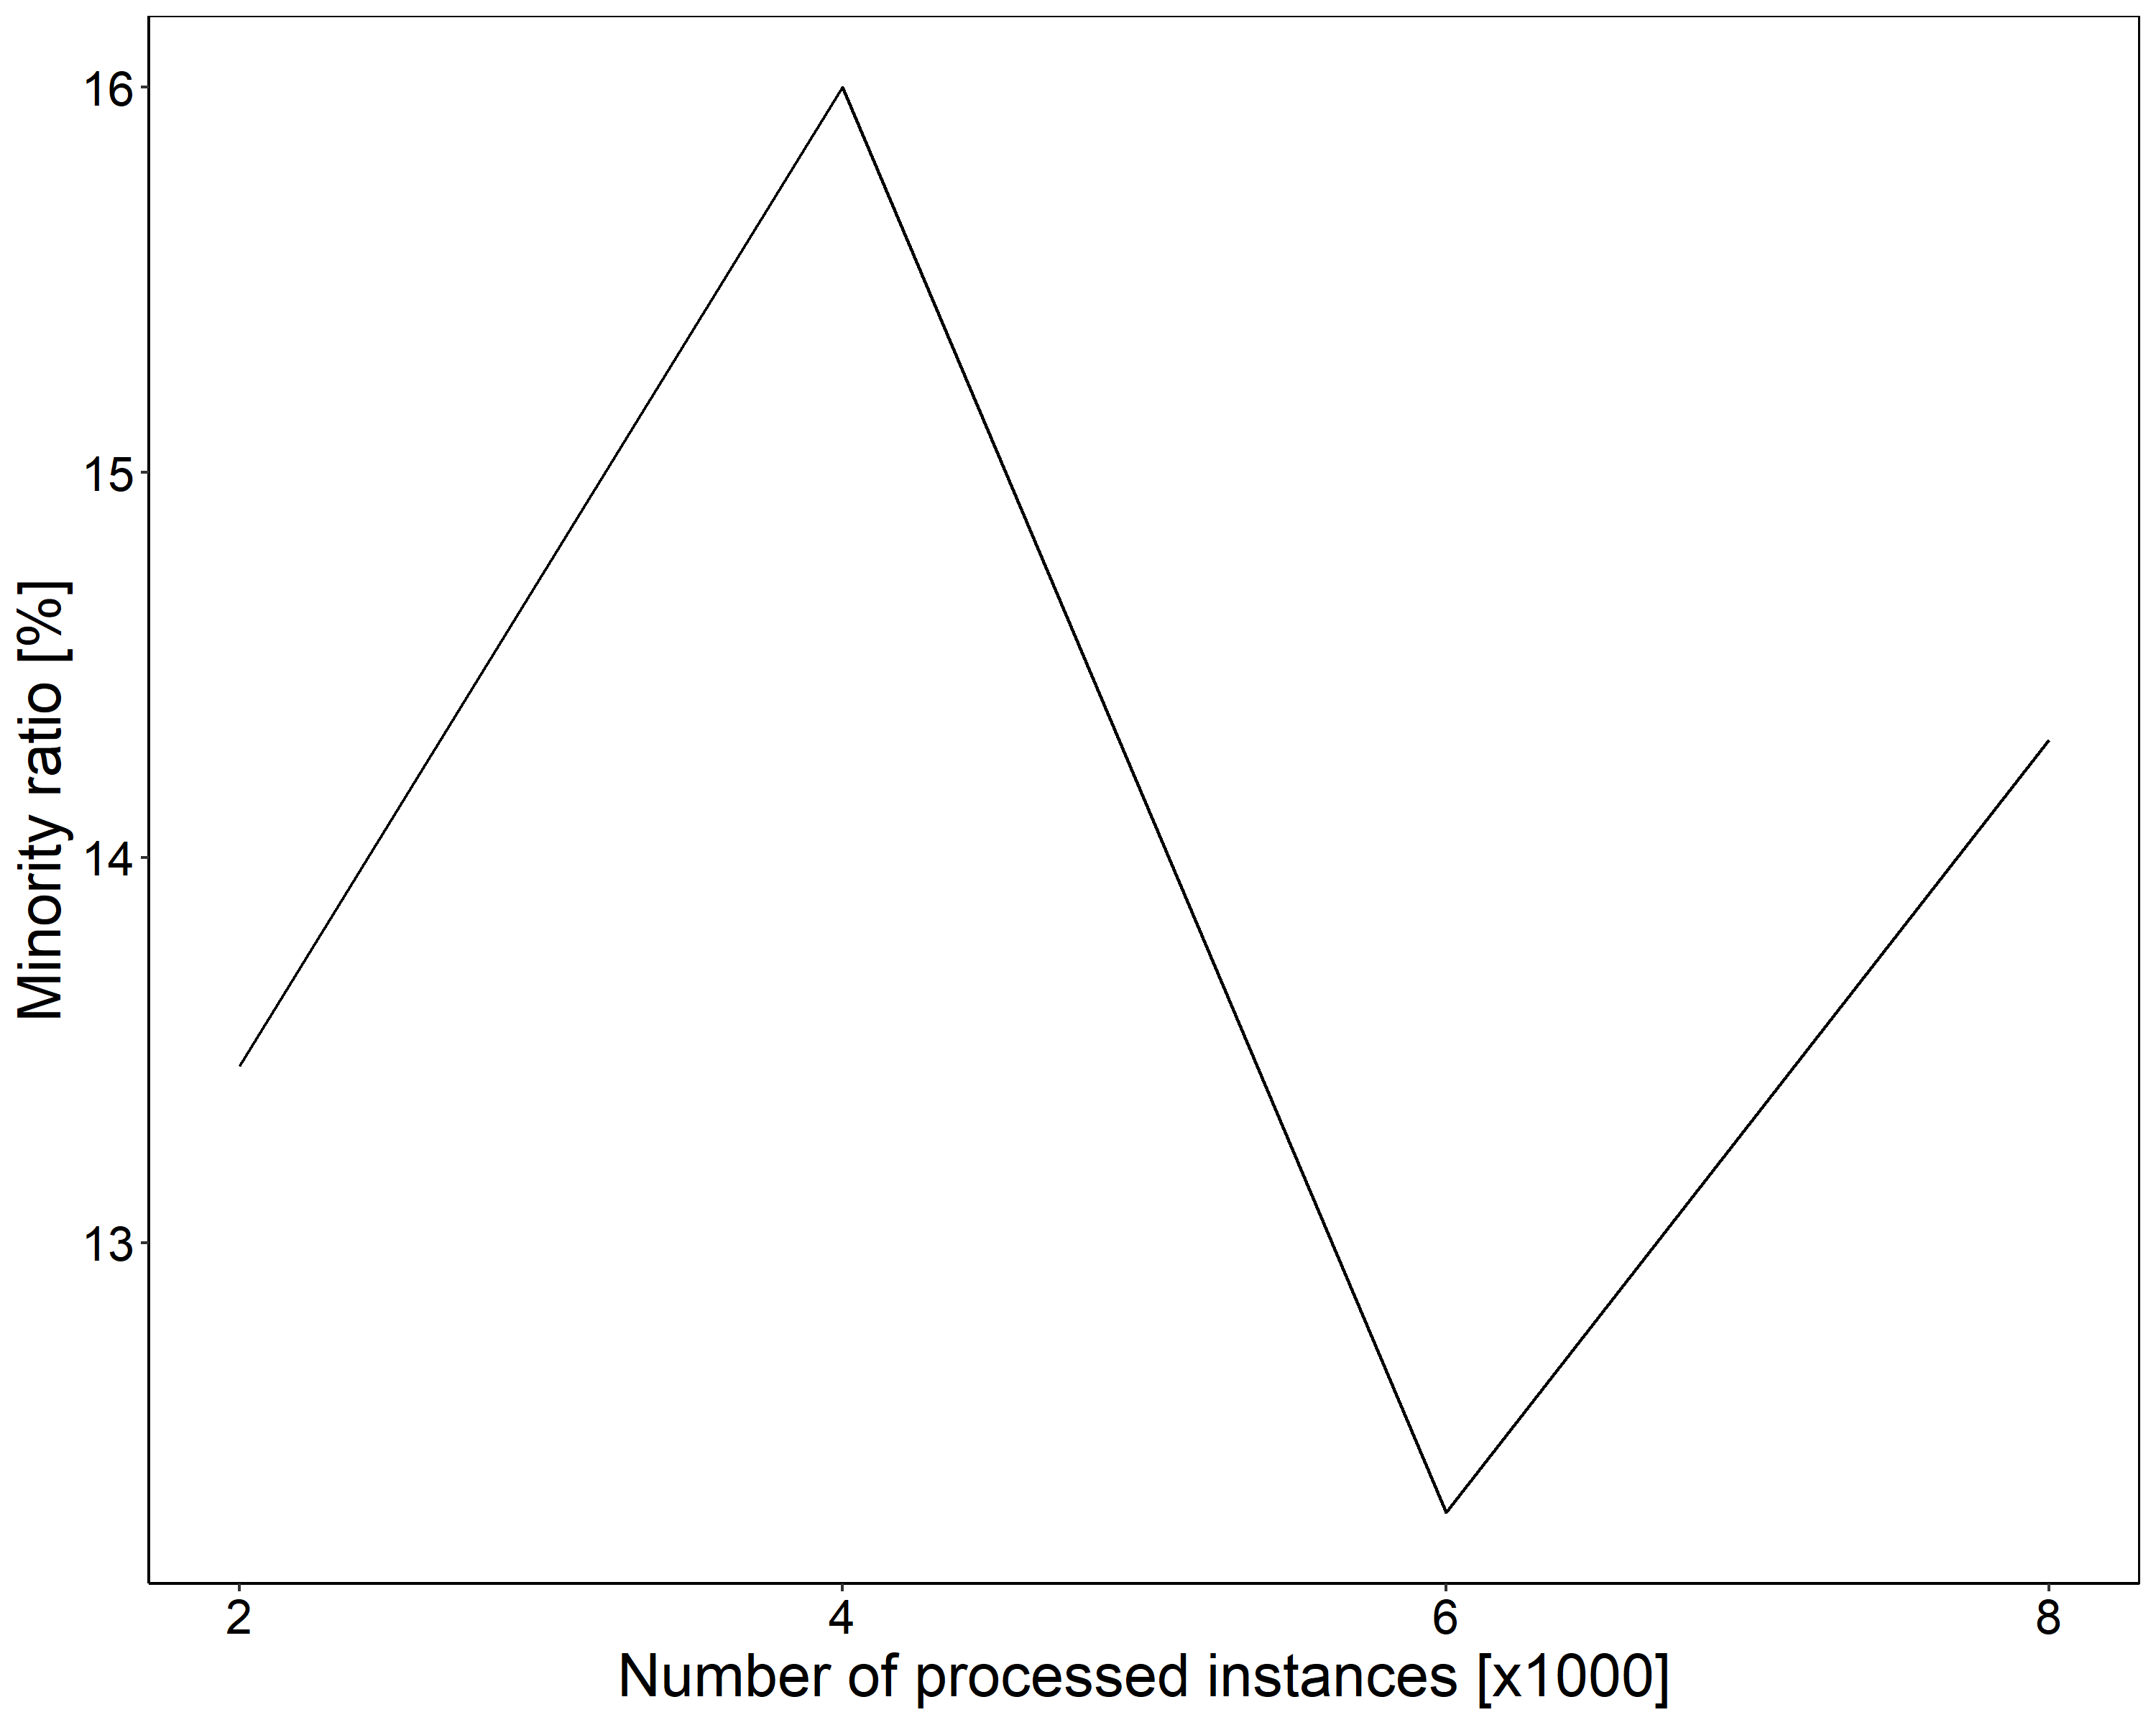 Minority ratio [%]
16
15
14
13
2 4 6 8
Number of processed instances [x1000]